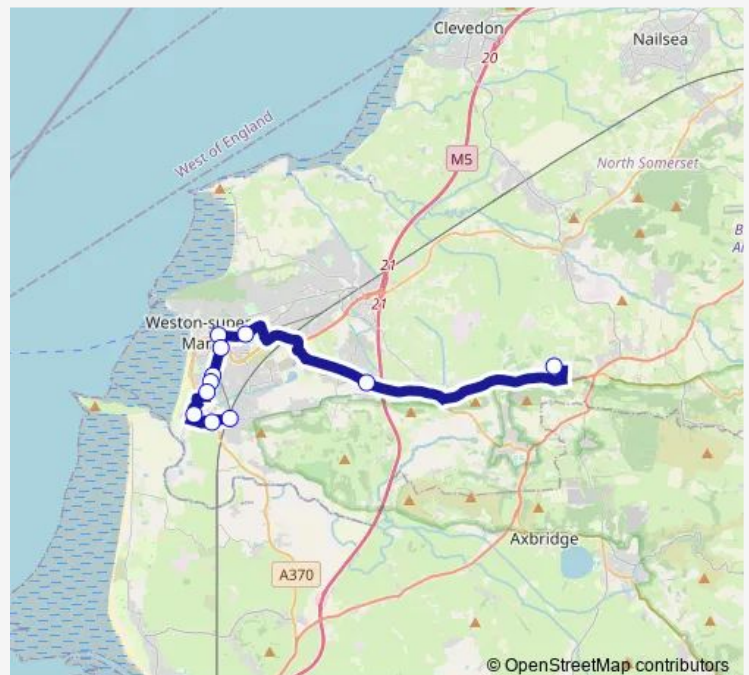 Clevedon
Nailsea
20
West of England
M5
North Somerset
21
21
Weston-super
Mar
Axbridge
A370
© OpenStreetMap contributors